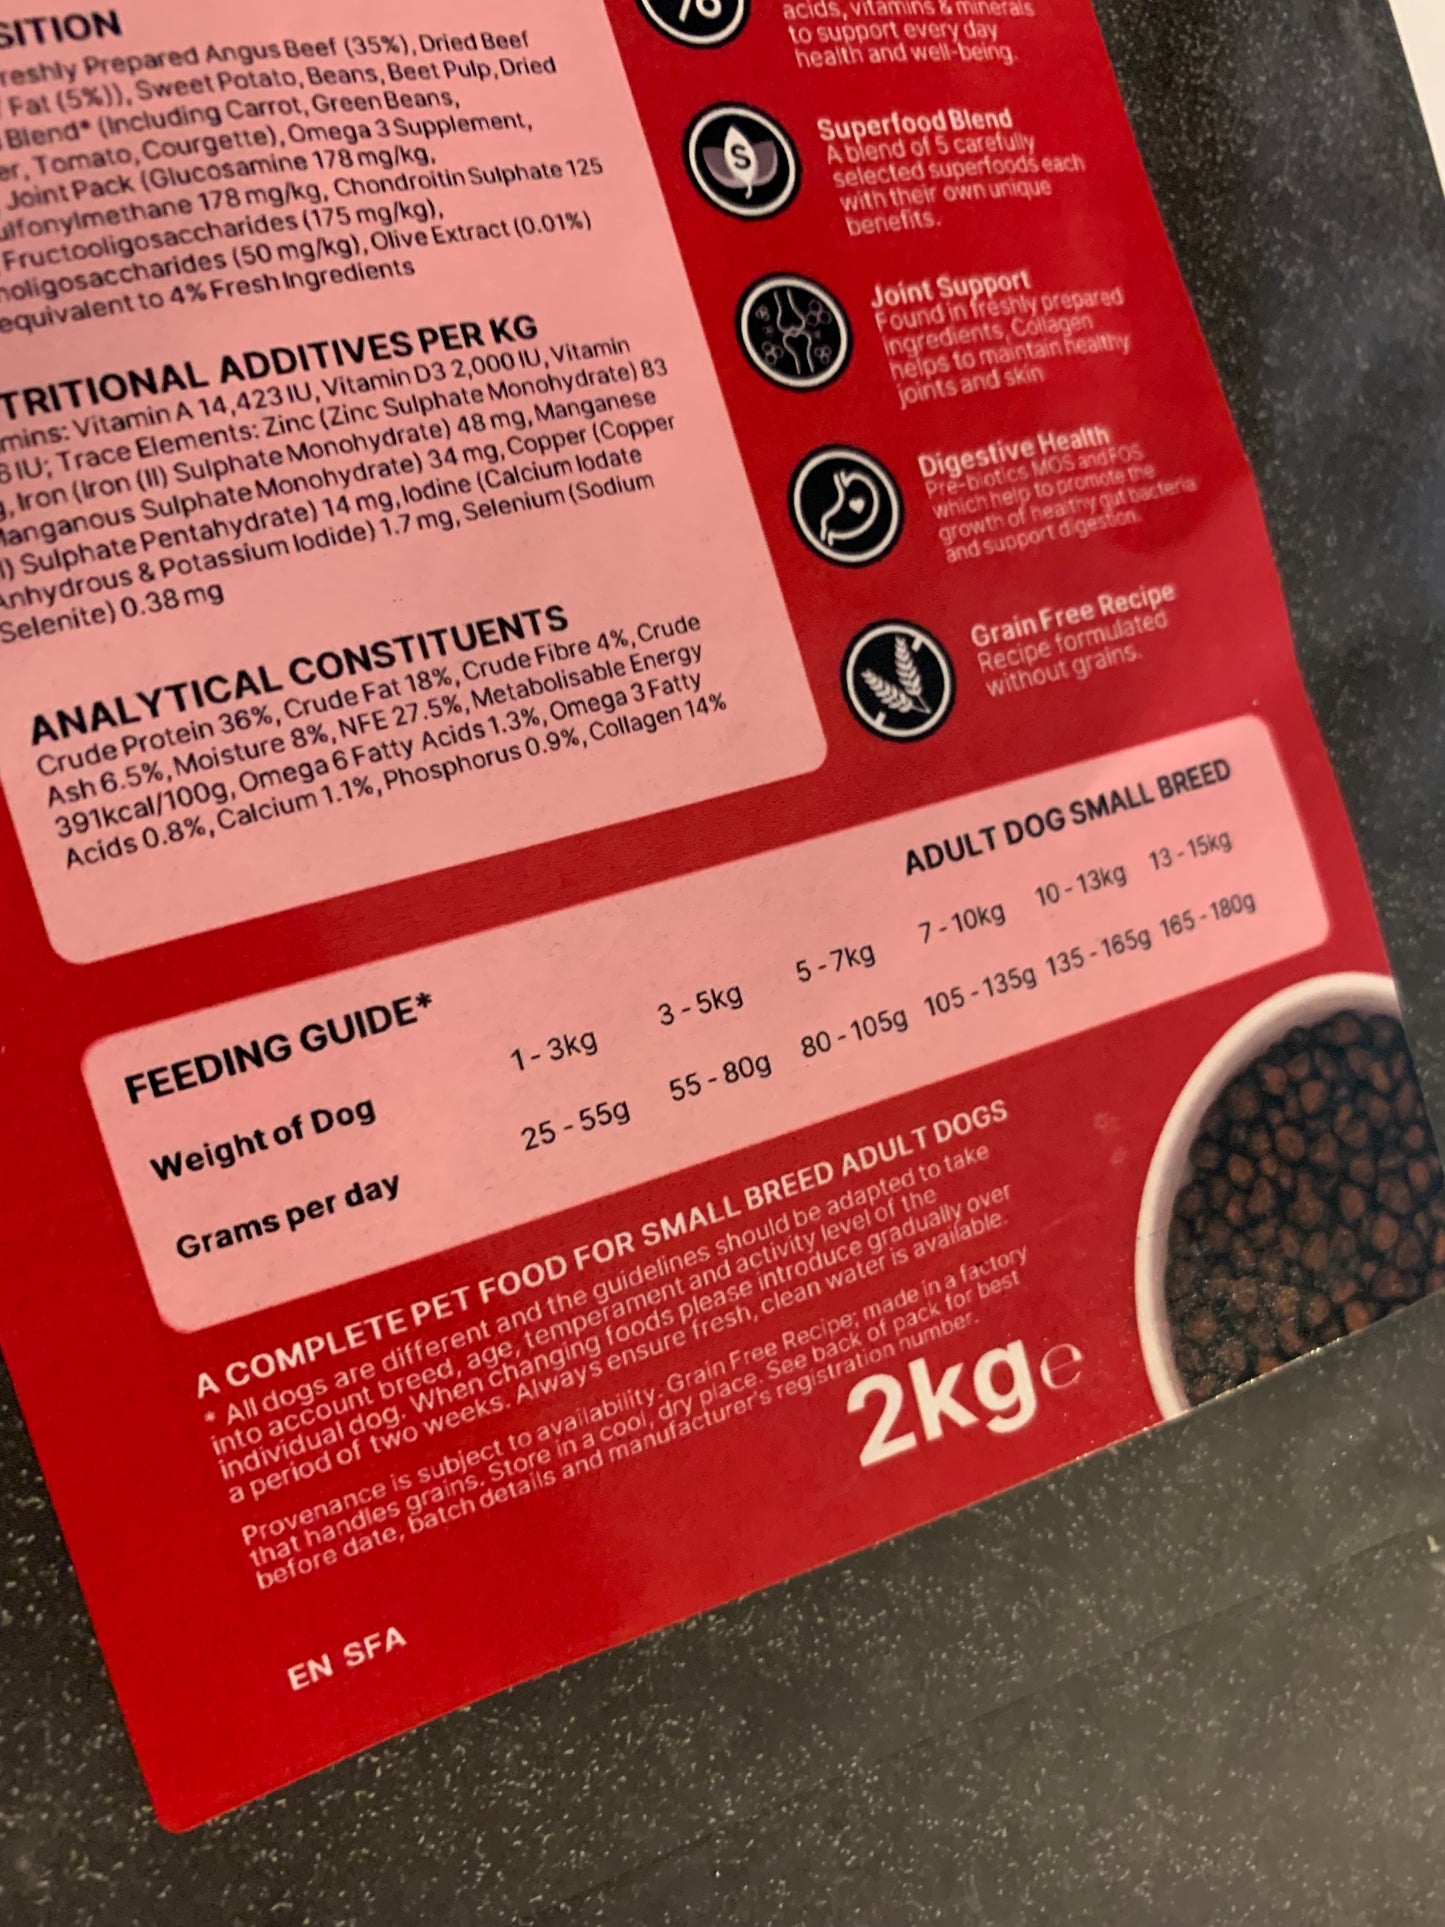 SITION
reshly Prepared Angus Beef (35%), Dried Beef
Fat (5%)), Sweet Potato, Beans, Beet Pulp, Dried
Blend* (Including Carrot, Green Beans,
er, Tomato, Courgette), Omega 3 Supplement,
Joint Pack (Glucosamine 178 mg/kg,
ulfonylmethane 178 mg/kg, Chondroitin Sulphate 125
Fructooligosaccharides (175 mg/kg),
noligosaccharides (50 mg/kg), Olive Extract (0.01%)
equivalent to 4% Fresh Ingredients
TRITIONAL ADDITIVES PER KG
mins: Vitamin A 14,423 IU, Vitamin D3 2,000 IU, Vitamin
IU; Trace Elements: Zinc (Zinc Sulphate Monohydrate) 83
, Iron (Iron (II) Sulphate Monohydrate) 48 mg, Manganese
Manganous Sulphate Monohydrate) 34 mg, Copper (Copper
I) Sulphate Pentahydrate) 14 mg, Iodine (Calcium Iodate
Anhydrous & Potassium Iodide) 1.7 mg, Selenium (Sodium
Selenite) 0.38 mg
ANALYTICAL CONSTITUENTS
Crude Protein 36%, Crude Fat 18%, Crude Fibre 4%, Crude
Ash 6.5%, Moisture 8%, NFE 27.5%, Metabolisable Energy
391kcal/100g, Omega 6 Fatty Acids 1.3%, Omega 3 Fatty
Acids 0.8%, Calcium 1.1%, Phosphorus 0.9%, Collagen 14%
%
acids, vitamins & minerals
to support every day
health and well-being.
S
Superfood Blend
A blend of 5 carefully
selected superfoods each
with their own unique
benefits.
Joint Support
Found in freshly prepared
ingredients, Collagen
helps to maintain healthy
joints and skin
Digestive Health
Pre-biotics MOS and FOS
which help to promote the
growth of healthy gut bacteria
and support digestion.
Grain Free Recipe
Recipe formulated
without grains.
FEEDING GUIDE* ADULT DOG SMALL BREED
Weight of Dog 1 - 3kg 3 - 5kg 5 - 7kg 7 - 10kg 10 - 13kg 13 - 15kg
Grams per day 25 - 55g 55 - 80g 80 - 105g 105 - 135g 135 - 165g 165 - 180g
A COMPLETE PET FOOD FOR SMALL BREED ADULT DOGS
* All dogs are different and the guidelines should be adapted to take
into account breed, age, temperament and activity level of the
individual dog. When changing foods please introduce gradually over
a period of two weeks. Always ensure fresh, clean water is available.
Provenance is subject to availability. Grain Free Recipe; made in a factory
that handles grains. Store in a cool, dry place. See back of pack for best
before date, batch details and manufacturer's registration number.
2kg e
EN SFA